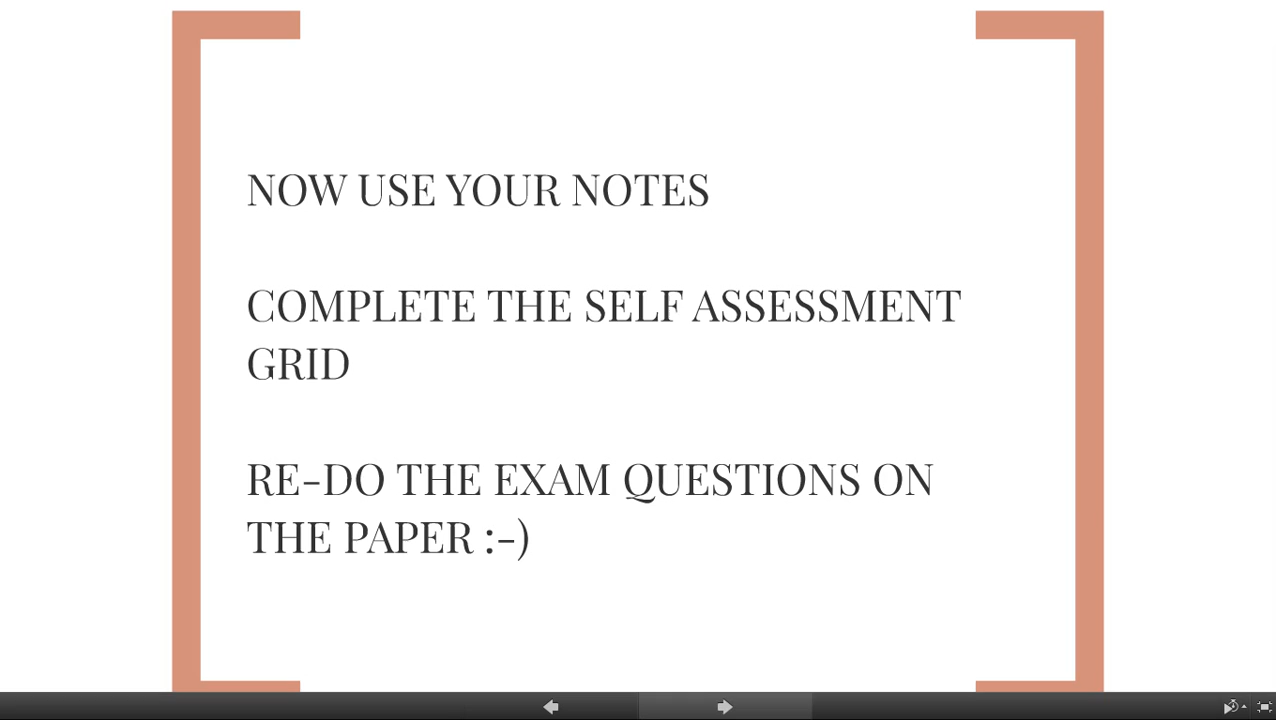 NOW USE YOUR NOTES
COMPLETE THE SELF ASSESSMENT
GRID
RE-DO THE EXAM QUESTIONS ON
THE PAPER :-)